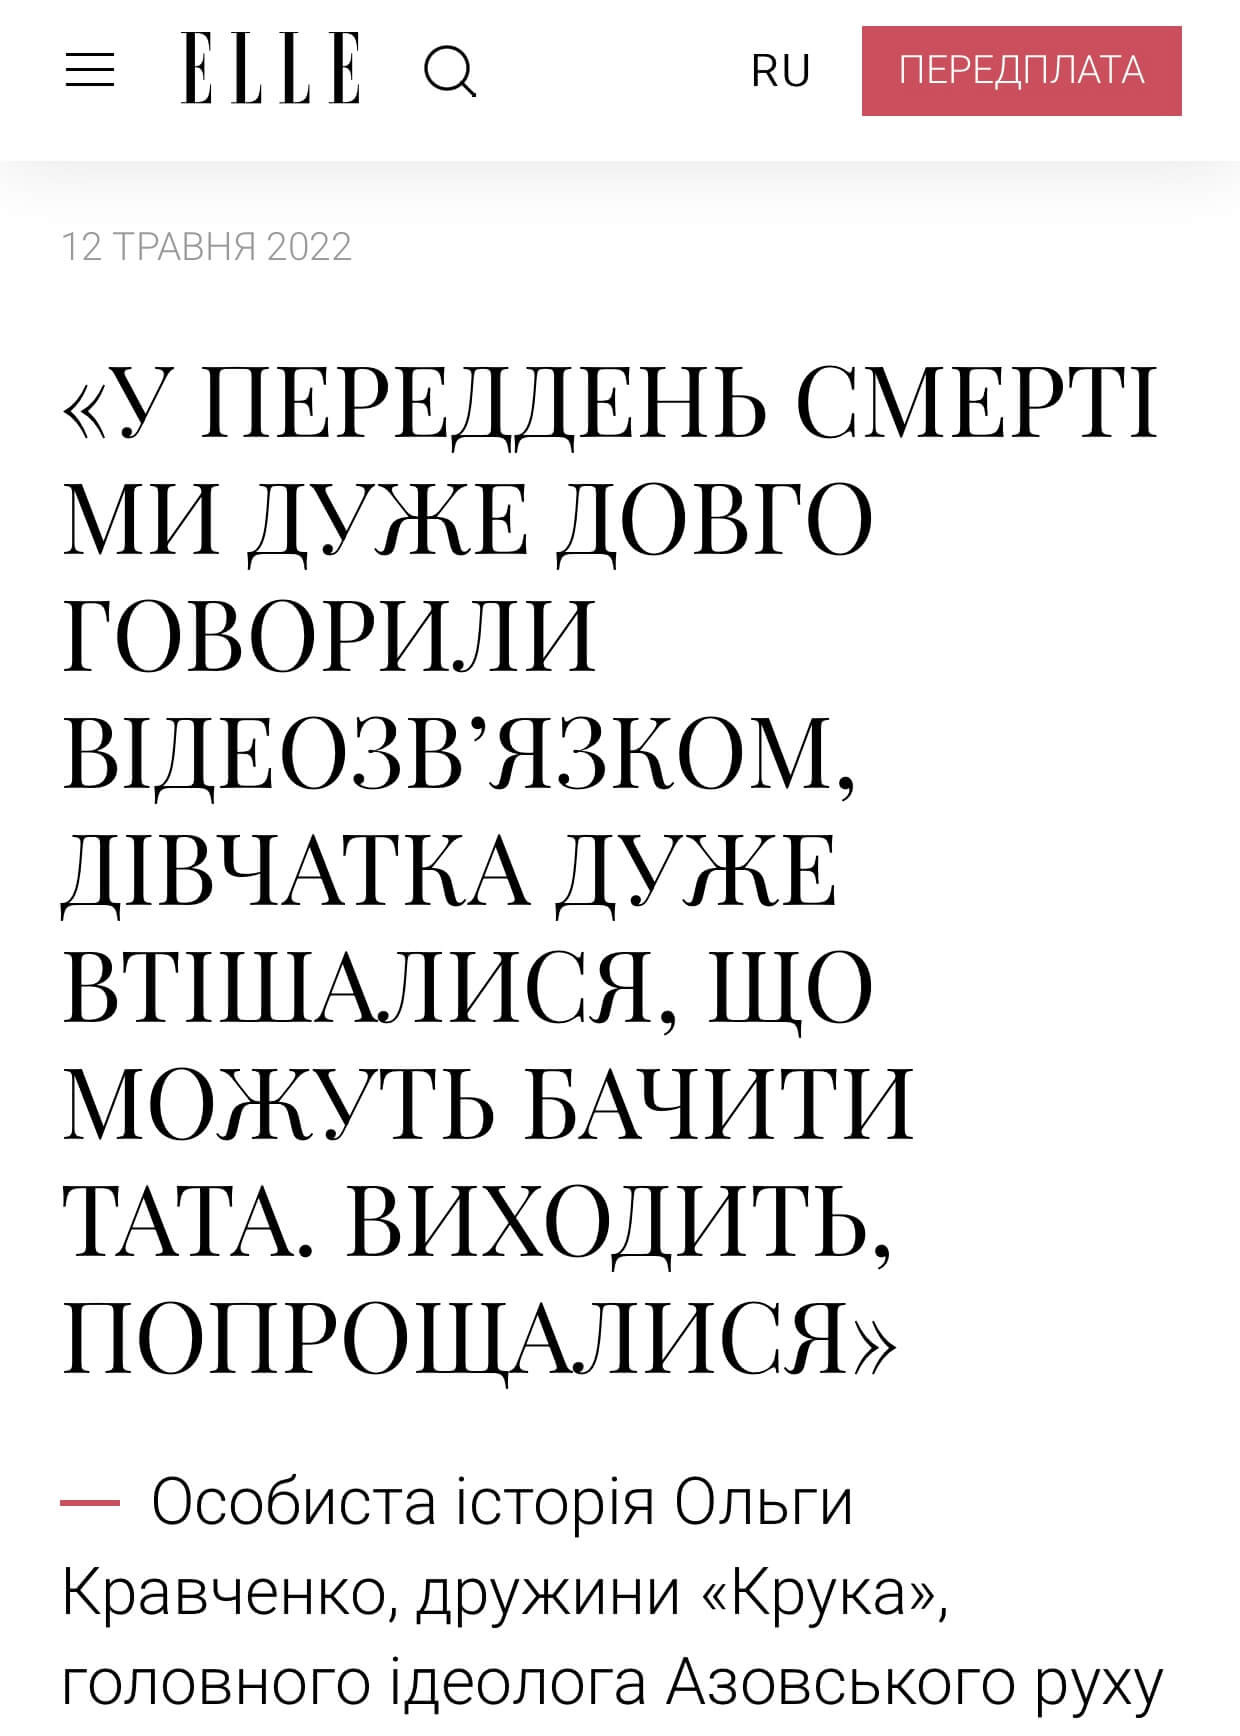 ELLE
RU
ПЕРЕДПЛАТА
12 ТРАВНЯ 2022
«У ПЕРЕДДЕНЬ СМЕРТІ
МИ ДУЖЕ ДОВГО
ГОВОРИЛИ
ВІДЕОЗВ’ЯЗКОМ,
ДІВЧАТКА ДУЖЕ
ВТІШАЛИСЯ, ЩО
МОЖУТЬ БАЧИТИ
ТАТА. ВИХОДИТЬ,
ПОПРОЩАЛИСЯ»
— Особиста історія Ольги
Кравченко, дружини «Крука»,
головного ідеолога Азовського руху